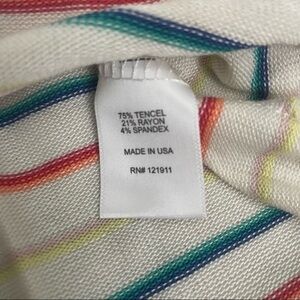 75% TENCEL
21% RAYON
4% SPANDEX
MADE IN USA
RN# 121911